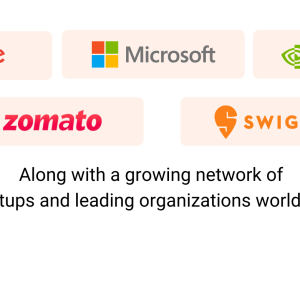 e Microsoft
zomato SWIG
Along with a growing network of
tups and leading organizations world